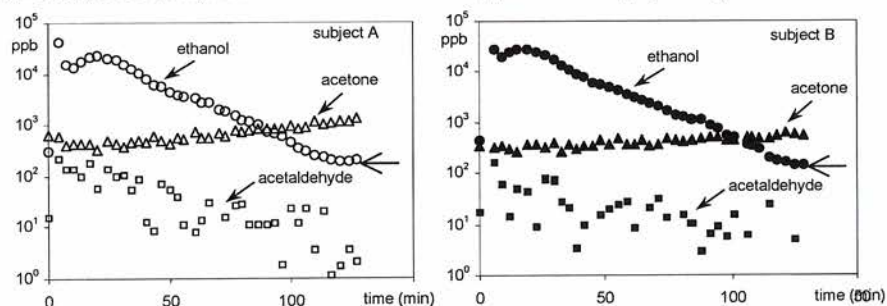 10⁵
ppb
subject A
ethanol
10⁴
acetone
10³
10²
acetaldehyde
10¹
10⁰
0
50
100
time (min)
10⁵
ppb
subject B
ethanol
10⁴
acetone
10³
10²
acetaldehyde
10¹
10⁰
0
50
100
time (min)